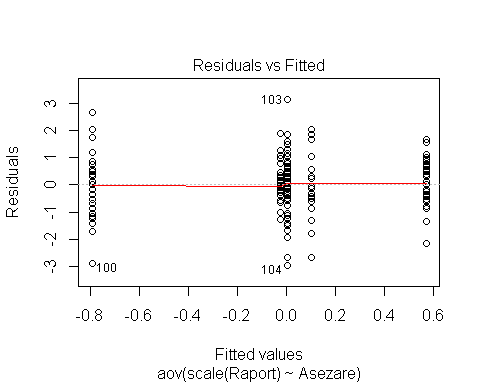 Residuals vs Fitted
103
100
104
3
2
1
0
-1
-2
-3
Residuals
-0.8 -0.6 -0.4 -0.2 0.0 0.2 0.4 0.6
Fitted values
aov(scale(Raport) ~ Asezare)